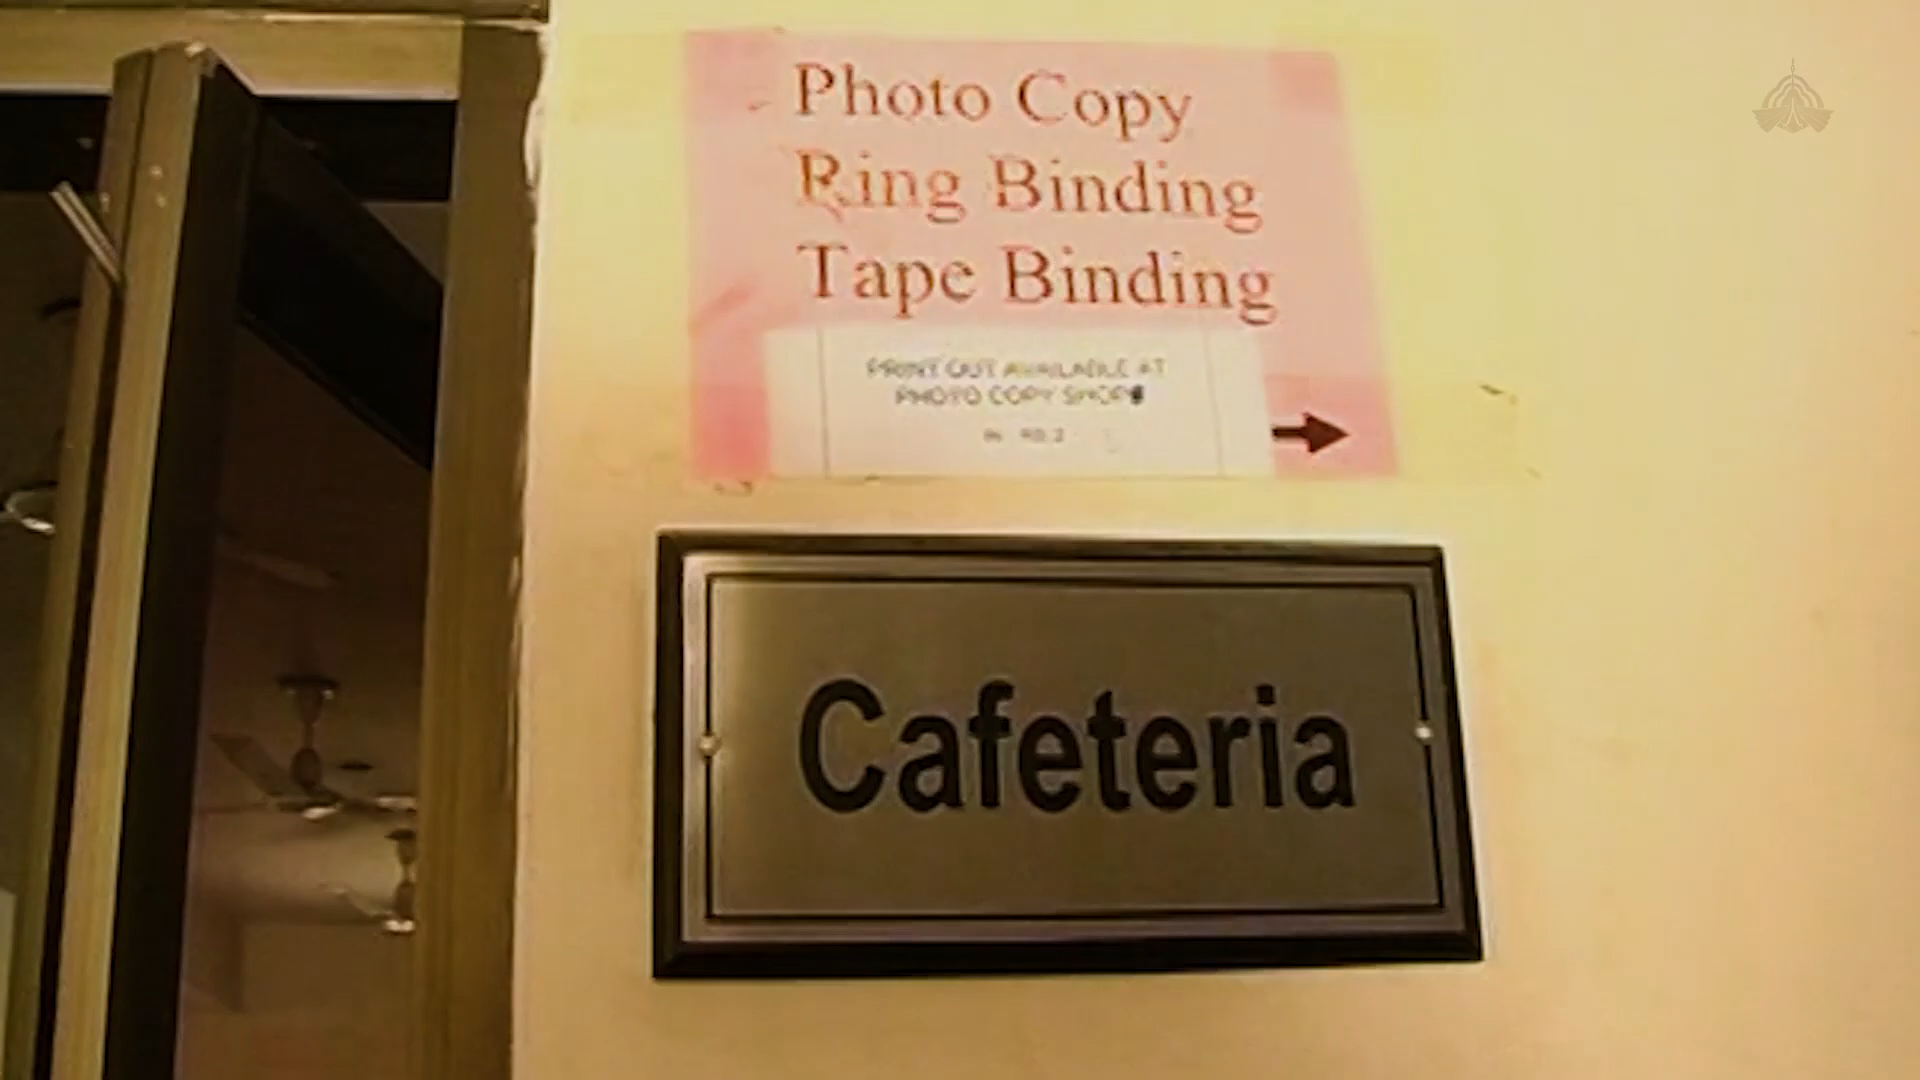 Photo Copy
Ring Binding
Tape Binding
PRINT OUT AVAILABLE AT
PHOTO COPY SHOP
Cafeteria